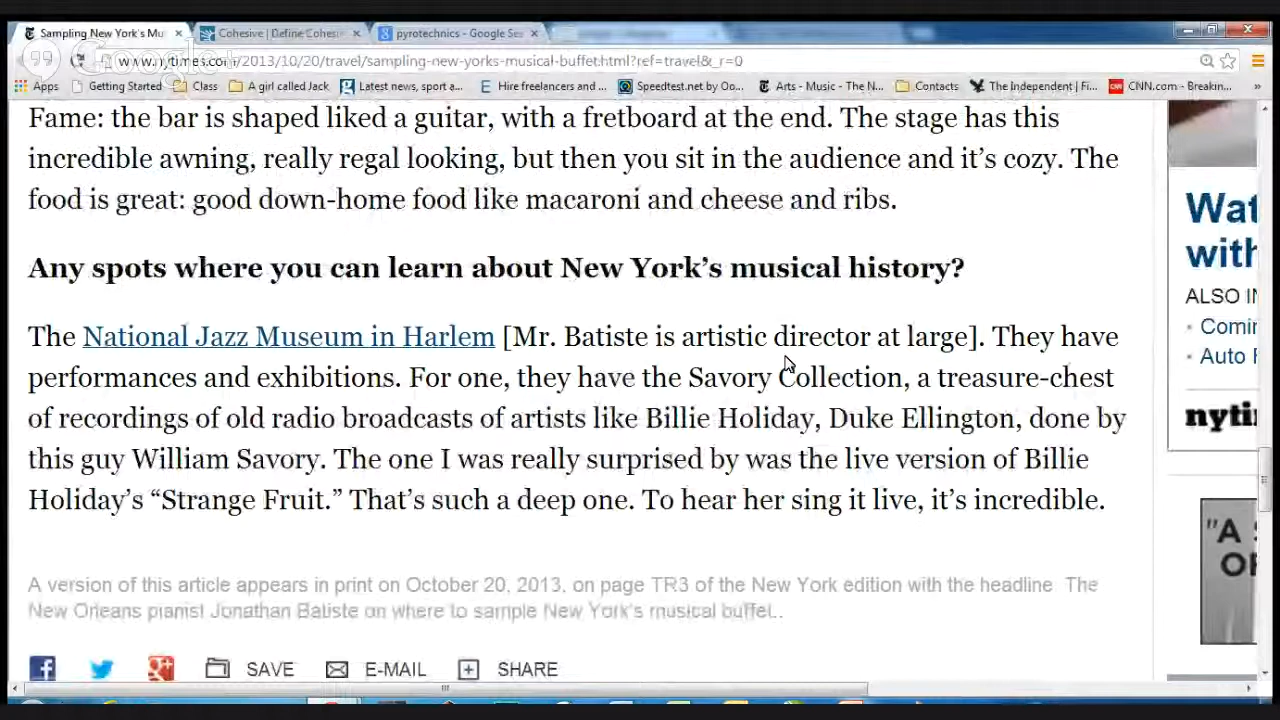 Sampling New York's Mu
Cohesive | Define Cohes
pyrotechnics - Google Se
Google+
www.nytimes.com/2013/10/20/travel/sampling-new-yorks-musical-buffet.html?ref=travel&_r=0
Apps Getting Started Class A girl called Jack Latest news, sport a... Hire freelancers and ... Speedtest.net by Oo... Arts - Music - The N... Contacts The Independent | Fi... CNN.com - Breakin... »
Fame: the bar is shaped liked a guitar, with a fretboard at the end. The stage has this
incredible awning, really regal looking, but then you sit in the audience and it's cozy. The
food is great: good down-home food like macaroni and cheese and ribs.
Any spots where you can learn about New York's musical history?
The National Jazz Museum in Harlem [Mr. Batiste is artistic director at large]. They have
performances and exhibitions. For one, they have the Savory Collection, a treasure-chest
of recordings of old radio broadcasts of artists like Billie Holiday, Duke Ellington, done by
this guy William Savory. The one I was really surprised by was the live version of Billie
Holiday's “Strange Fruit.” That's such a deep one. To hear her sing it live, it's incredible.
A version of this article appears in print on October 20, 2013, on page TR3 of the New York edition with the headline: The
New Orleans pianist Jonathan Batiste on where to sample New York's musical buffet..
SAVE E-MAIL SHARE
Wat
with
ALSO IN
• Comin
• Auto R
nytin
"A S
OF